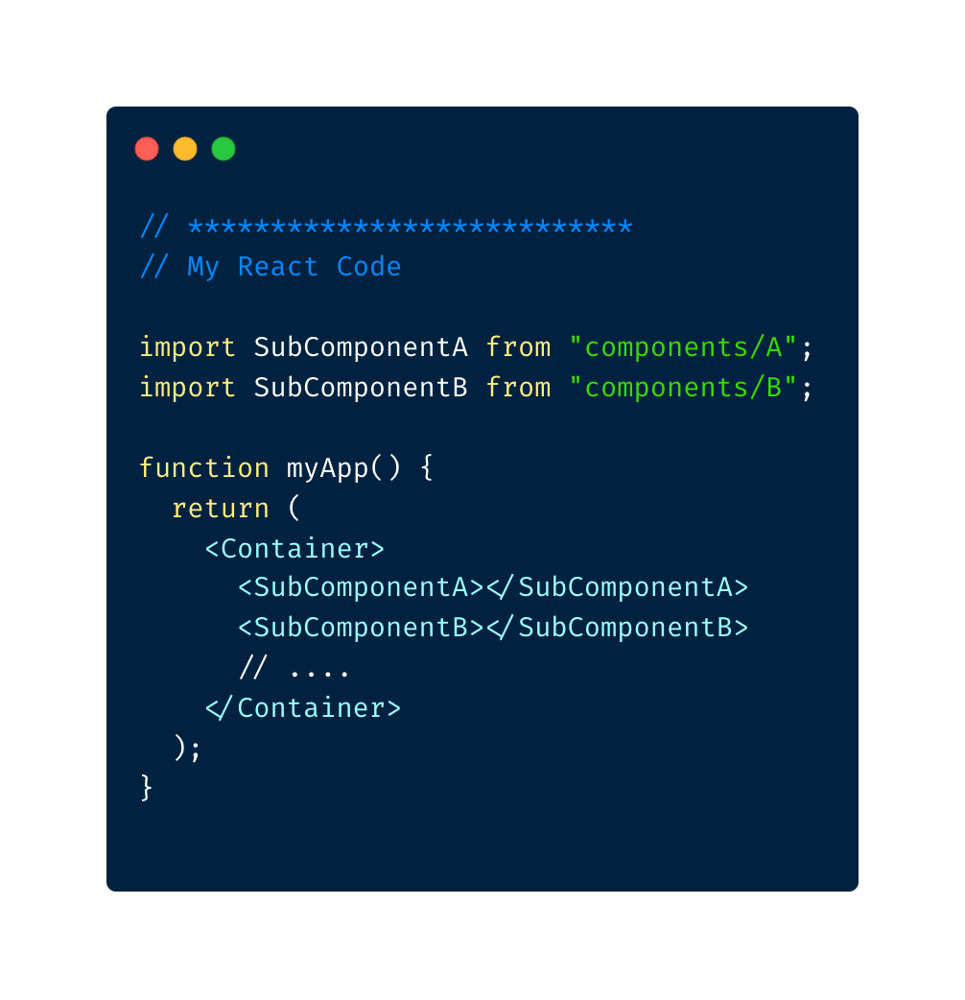 // ***************************
// My React Code
import SubComponentA from "components/A";
import SubComponentB from "components/B";
function myApp() {
return (
<Container>
<SubComponentA></SubComponentA>
<SubComponentB></SubComponentB>
// ....
</Container>
);
}